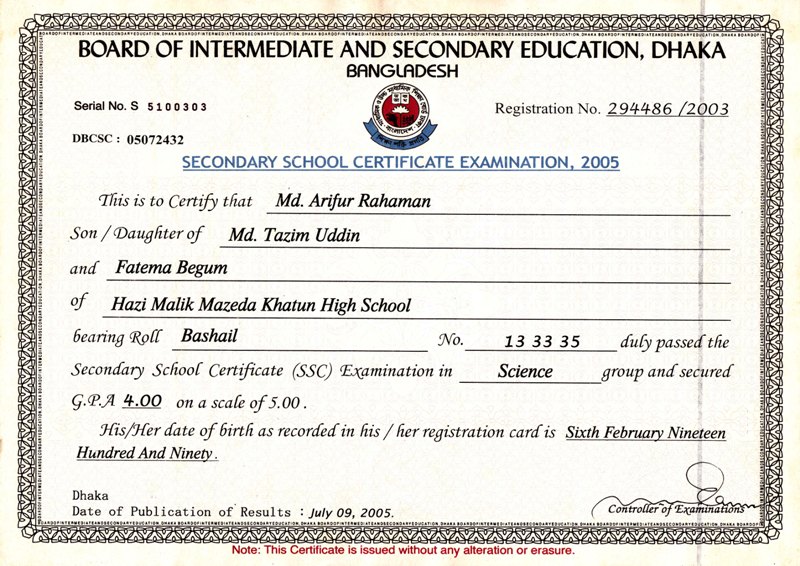 BOARD OF INTERMEDIATE AND SECONDARY EDUCATION, DHAKA
BANGLADESH
Serial No. S 5100303
Registration No. 294486 /2003
DBCSC : 05072432
SECONDARY SCHOOL CERTIFICATE EXAMINATION, 2005
This is to Certify that Md. Arifur Rahaman
Son / Daughter of Md. Tazim Uddin
and Fatema Begum
of Hazi Malik Mazeda Khatun High School
bearing Roll Bashail No. 13 33 35 duly passed the
Secondary School Certificate (SSC) Examination in Science group and secured
G.P.A 4.00 on a scale of 5.00 .
His/Her date of birth as recorded in his / her registration card is Sixth February Nineteen
Hundred And Ninety .
Dhaka
Date of Publication of Results : July 09, 2005.
Controller of Examinations
Note: This Certificate is issued without any alteration or erasure.